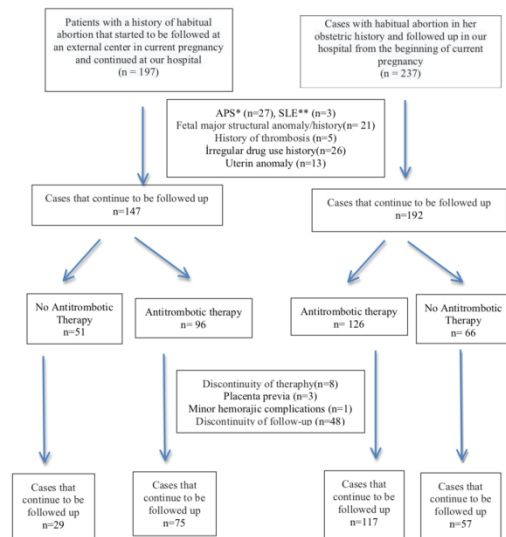 Patients with a history of habitual
abortion that started to be followed at
an external center in current pregnancy
and continued at our hospital
(n = 197)
Cases with habitual abortion in her
obstetric history and followed up in our
hospital from the beginning of current
pregnancy
(n = 237)
APS* (n=27), SLE** (n=3)
Fetal major structural anomaly/history(n= 21)
History of thrombosis (n=5)
İrregular drug use history(n=26)
Uterin anomaly (n=13)
Cases that continue to be followed up
n=147
Cases that continue to be followed up
n=192
No Antitrombotic
Therapy
n=51
Antitrombotic therapy
n= 96
Antitrombotic therapy
n= 126
No Antitrombotic
Therapy
n= 66
Discontinuity of theraphy(n=8)
Placenta previa (n=3)
Minor hemorajic complications (n=1)
Discontinuity of follow-up (n=48)
Cases that
continue to be
followed up
n=29
Cases that
continue to be
followed up
n=75
Cases that
continue to be
followed up
n=117
Cases that
continue to be
followed up
n=57